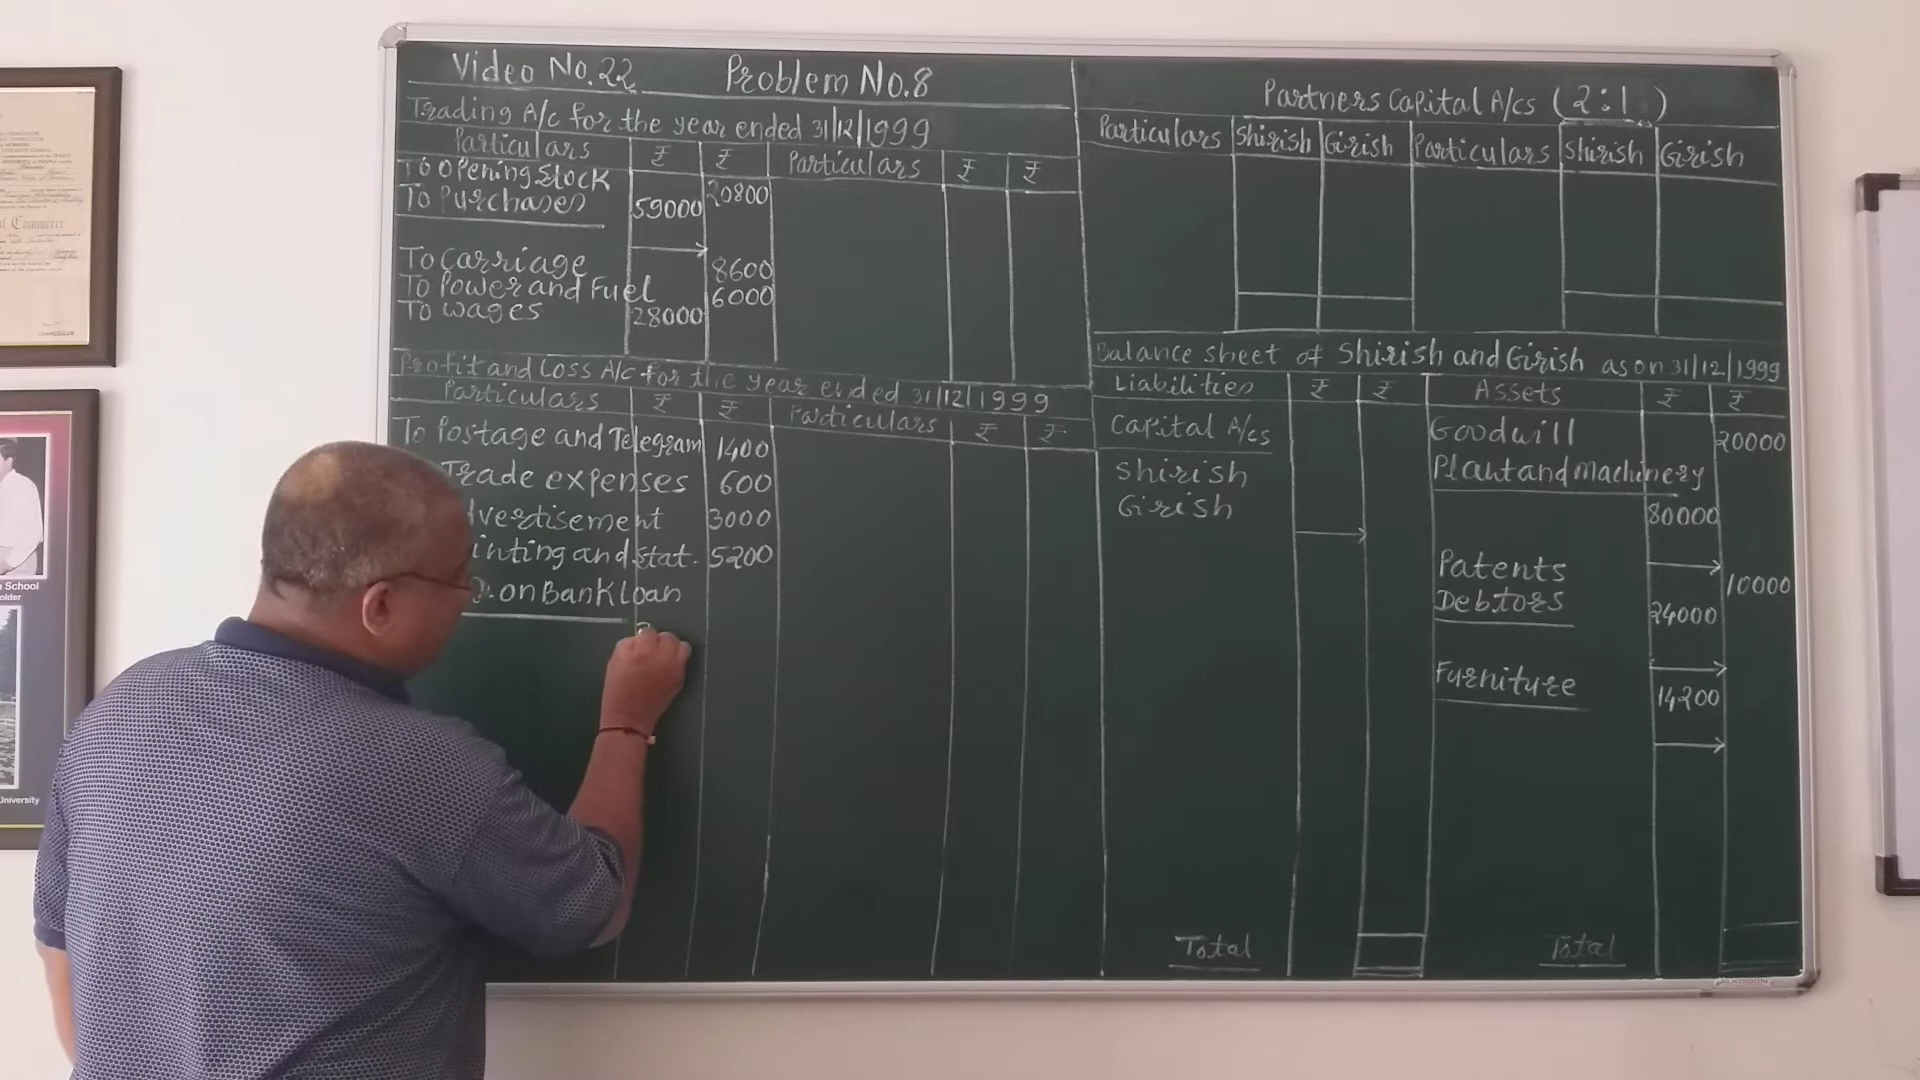 Video No.22 Problem No.8
Trading A/c for the year ended 31/12/1999
Particulars ₹ ₹ Particulars ₹ ₹
To Opening Stock 20800
To Purchases 59000
To Carriage 8600
To Power and Fuel 6000
To Wages 28000
Profit and Loss A/c for the year ended 31/12/1999
Particulars ₹ ₹ Particulars ₹ ₹
To Postage and Telegram 1400
Trade expenses 600
dvertisement 3000
inting and stat. 5200
on Bank loan
Partners Capital A/cs (2:1)
Particulars Shirish Girish Particulars Shirish Girish
Balance sheet of Shirish and Girish as on 31/12/1999
Liabilities ₹ ₹ Assets ₹ ₹
Capital A/cs Goodwill 20000
Shirish Plant and Machinery
Girish 80000
Patents 10000
Debtors 24000
Furniture 14200
Total Total
Commerce
CHANCELLOR
School
older
University